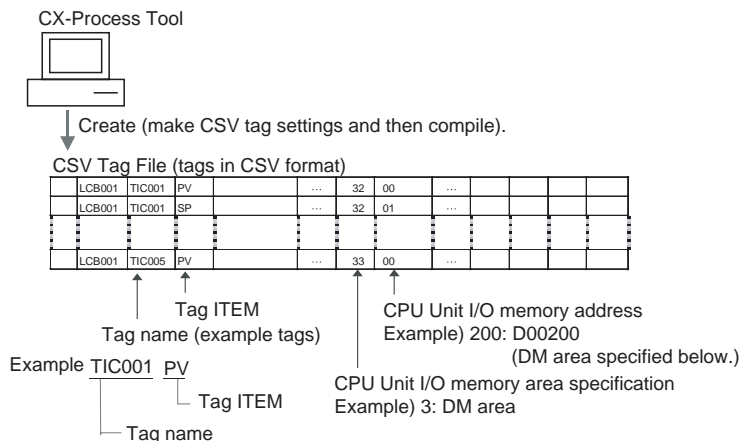 CX-Process Tool
Create (make CSV tag settings and then compile).
CSV Tag File (tags in CSV format)
LCB001 TIC001 PV ... 32 00 ...
LCB001 TIC001 SP ... 32 01 ...
LCB001 TIC005 PV ... 33 00 ...
Tag ITEM
Tag name (example tags)
CPU Unit I/O memory address
Example) 200: D00200
(DM area specified below.)
Example TIC001 PV
Tag ITEM
Tag name
CPU Unit I/O memory area specification
Example) 3: DM area